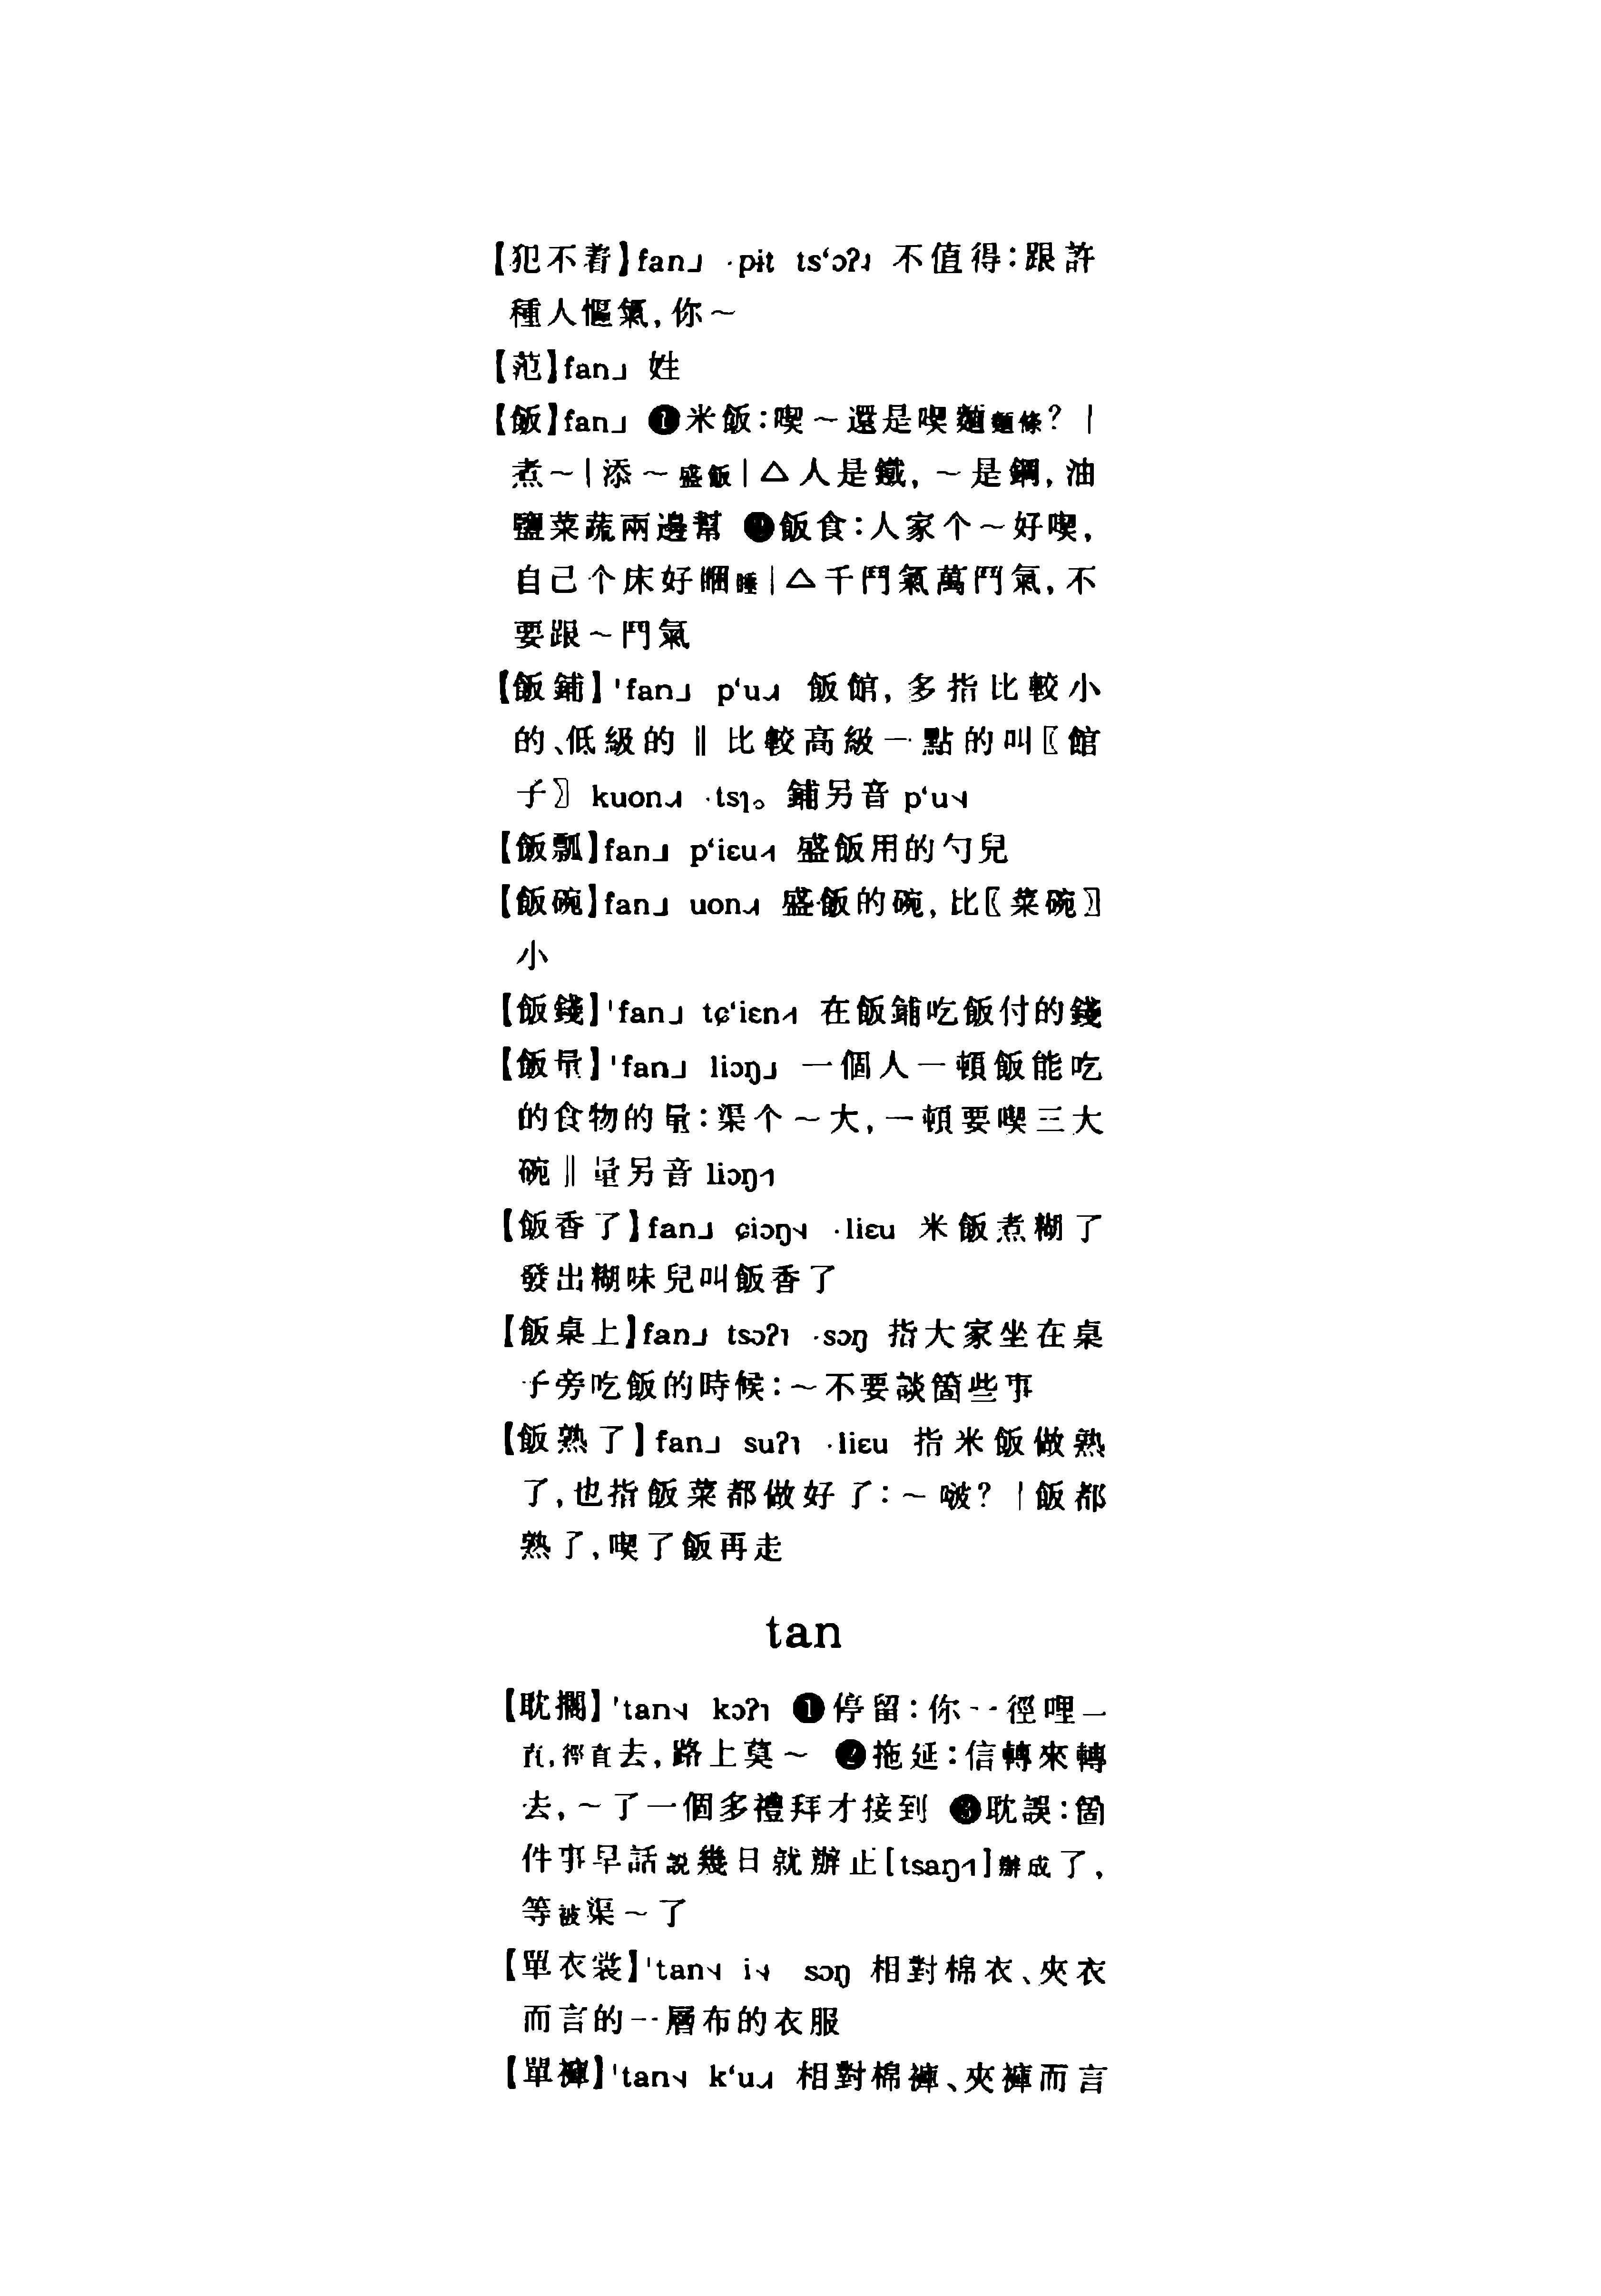 【犯不着】fan˩ ·pɨt ts‘ɔʔ˩ 不值得：跟許
種人慪氣，你～
【范】fan˩ 姓
【飯】fan˩ ❶米飯：喫～還是喫麵麵條？｜
煮～｜添～盛飯｜△人是鐵，～是鋼，油
鹽菜蔬兩邊幫 ❷飯食：人家个～好喫，
自己个床好睏睡｜△千鬥氣萬鬥氣，不
要跟～鬥氣
【飯鋪】'fan˩ p‘u 飯館，多指比較小
的、低級的‖比較高級一點的叫〖館
子〗kuon ·tsɿ。鋪另音 p‘u
【飯瓢】fan˩ p‘iɛu 盛飯用的勺兒
【飯碗】fan˩ uon 盛飯的碗，比〖菜碗〗
小
【飯錢】'fan˩ tɕ‘iɛn 在飯鋪吃飯付的錢
【飯量】'fan˩ liɔŋ˩ 一個人一頓飯能吃
的食物的量：渠个～大，一頓要喫三大
碗‖量另音 liɔŋ
【飯香了】fan˩ ɕiɔŋ ·liɛu 米飯煮糊了
發出糊味兒叫飯香了
【飯桌上】fan˩ tsɔʔ˥ ·sɔŋ 指大家坐在桌
子旁吃飯的時候：～不要談箇些事
【飯熟了】fan˩ suʔ˥ ·liɛu 指米飯做熟
了，也指飯菜都做好了：～啵？｜飯都
熟了，喫了飯再走
tan
【耽擱】'tan kɔʔ˥ ❶停留：你一徑哩一
直，徑直去，路上莫～ ❷拖延：信轉來轉
去，～了一個多禮拜才接到 ❸耽誤：箇
件事早話說幾日就辦正[tsaŋ]辦成了，
等被渠～了
【單衣裳】'tan i sɔŋ 相對棉衣、夾衣
而言的一層布的衣服
【單褲】'tan k‘u 相對棉褲、夾褲而言